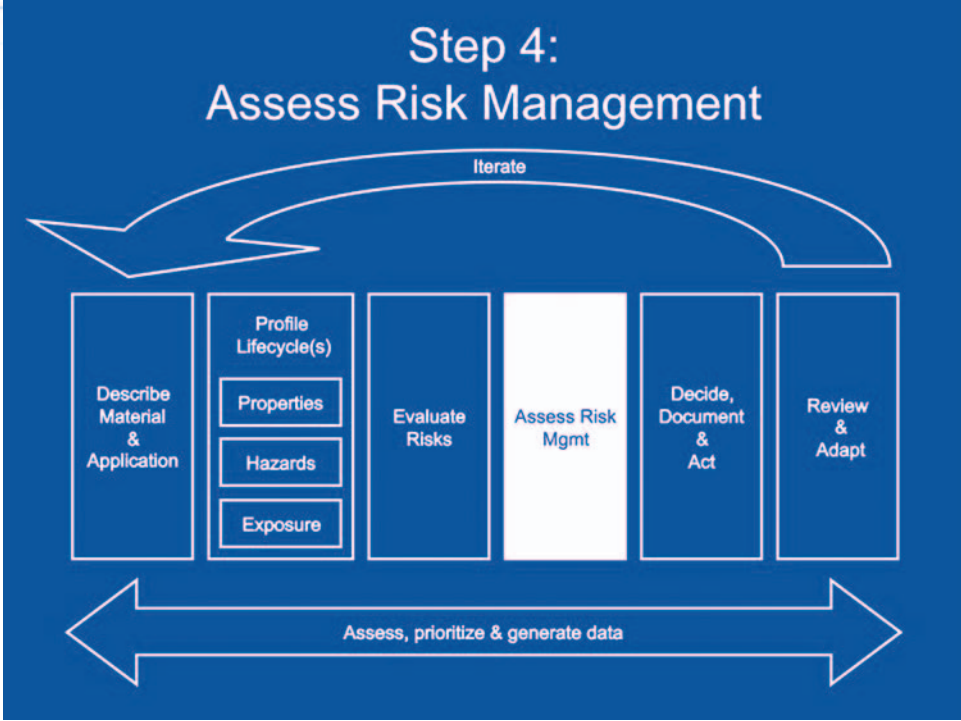 Step 4:
Assess Risk Management
Iterate
Describe
Material
&
Application
Profile
Lifecycle(s)
Properties
Hazards
Exposure
Evaluate
Risks
Assess Risk
Mgmt
Decide,
Document
&
Act
Review
&
Adapt
Assess, prioritize & generate data